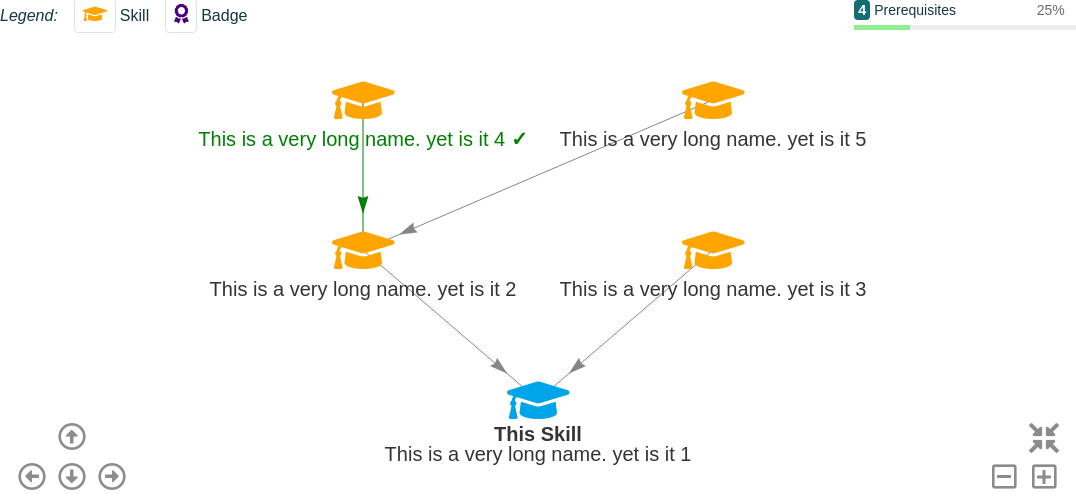 Legend: Skill Badge
4 Prerequisites 25%
This is a very long name. yet is it 4 ✓
This is a very long name. yet is it 5
This is a very long name. yet is it 2
This is a very long name. yet is it 3
This Skill
This is a very long name. yet is it 1